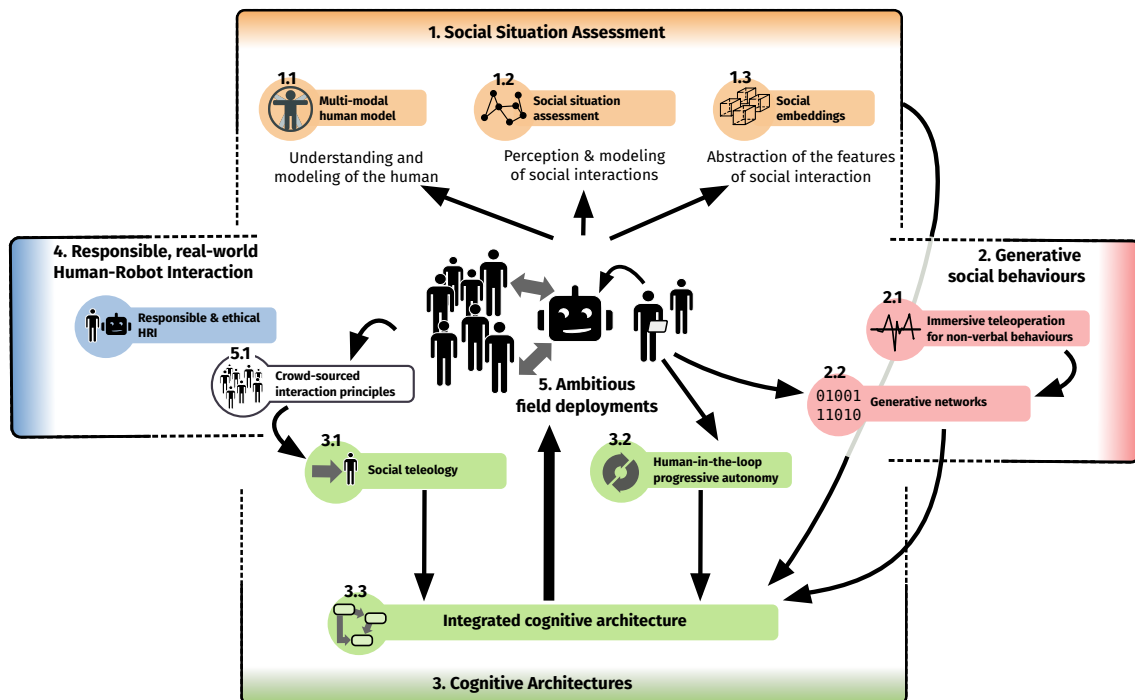 1. Social Situation Assessment
1.1
Multi-modal
human model
1.2
Social situation
assessment
1.3
Social
embeddings
Understanding and
modeling of the human
Perception & modeling
of social interactions
Abstraction of the features
of social interaction
4. Responsible, real-world
Human-Robot Interaction
Responsible & ethical
HRI
5.1
Crowd-sourced
interaction principles
5. Ambitious
field deployments
2. Generative
social behaviours
2.1
Immersive teleoperation
for non-verbal behaviours
2.2
01001
11010
Generative networks
3.1
Social teleology
3.2
Human-in-the-loop
progressive autonomy
3.3
Integrated cognitive architecture
3. Cognitive Architectures